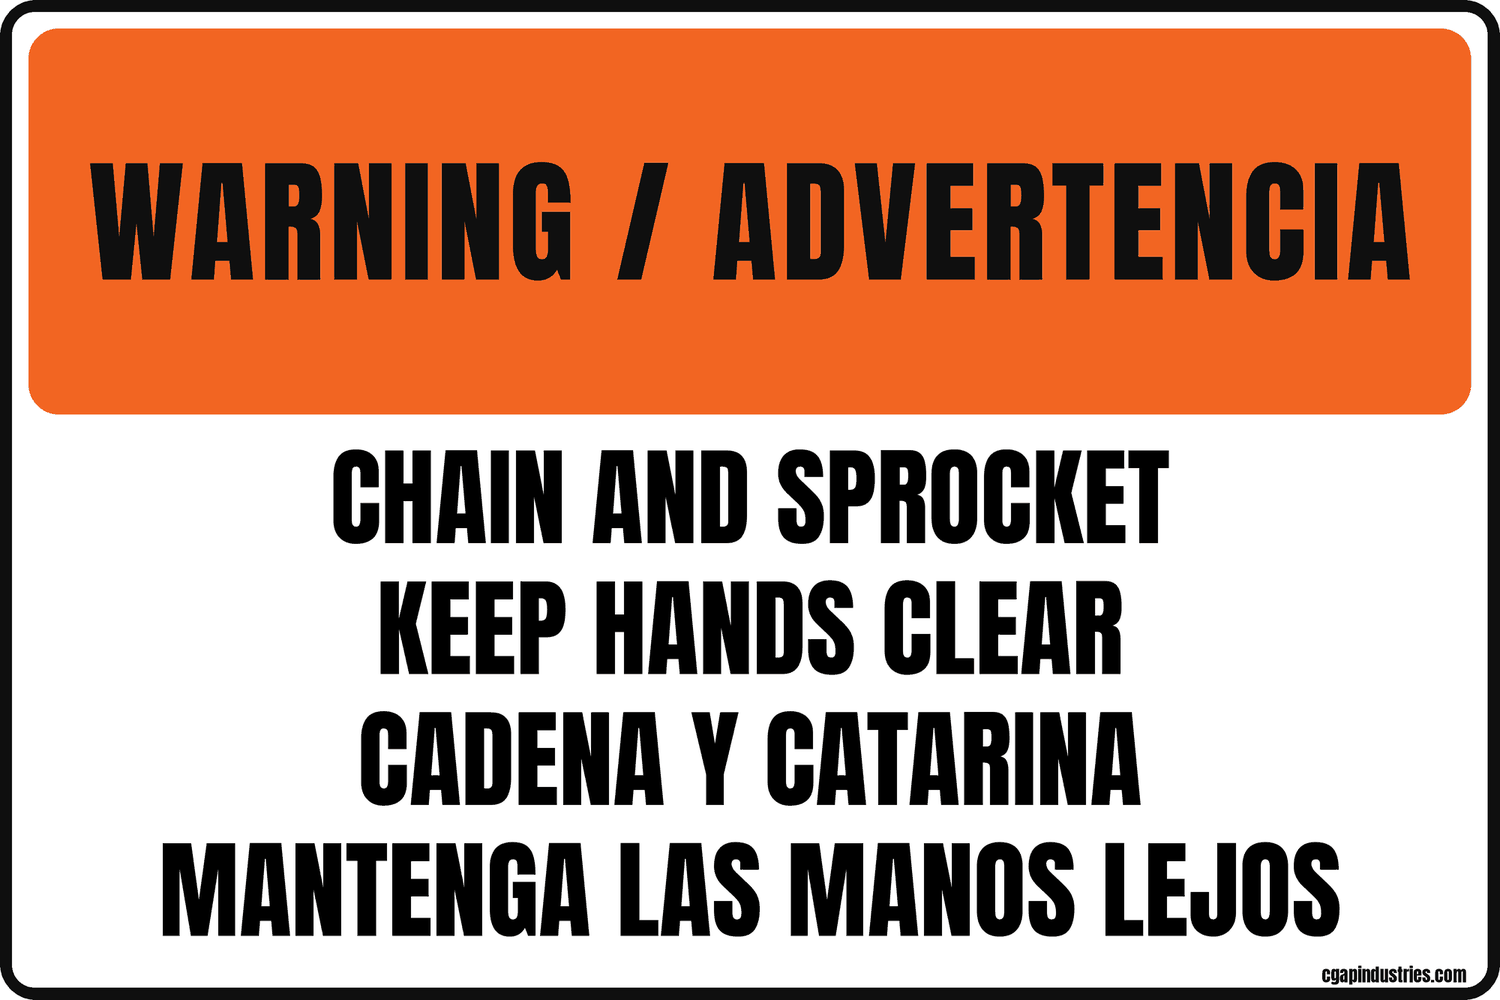 WARNING / ADVERTENCIA
CHAIN AND SPROCKET
KEEP HANDS CLEAR
CADENA Y CATARINA
MANTENGA LAS MANOS LEJOS
cgapindustries.com